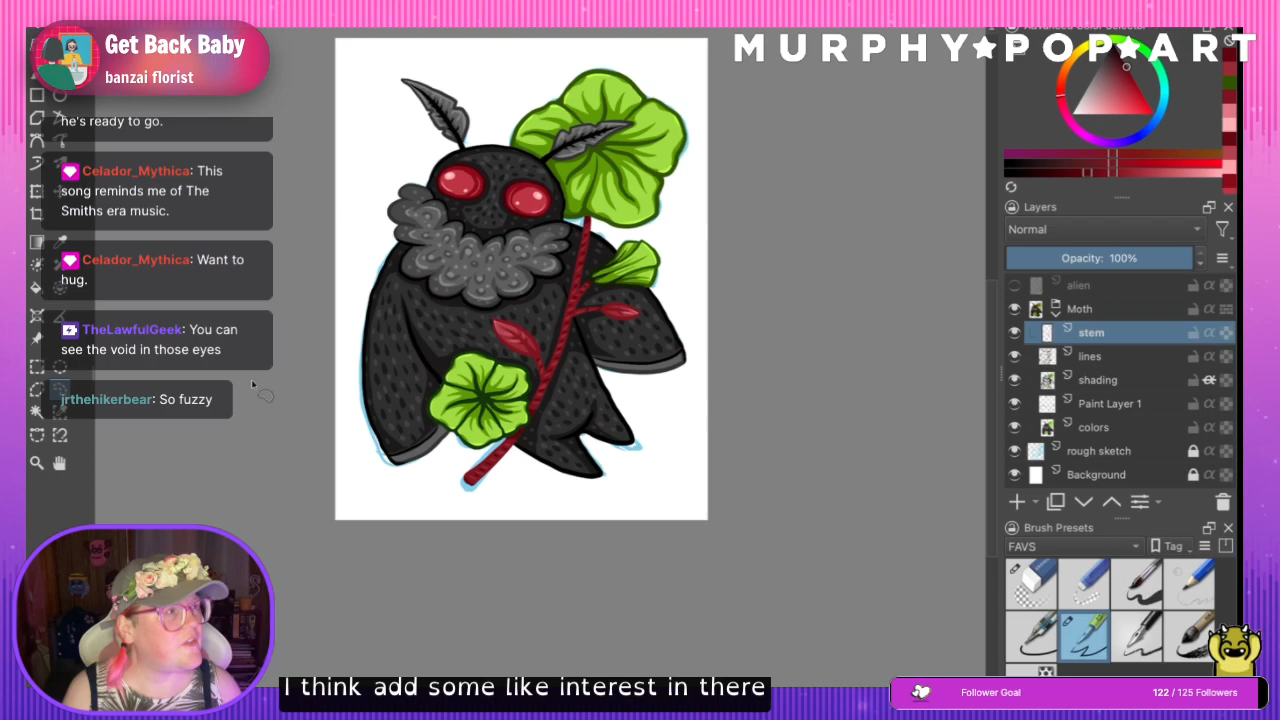 Get Back Baby
banzai florist
MURPHY★POP★ART
he's ready to go.
Celador_Mythica: This
song reminds me of The
Smiths era music.
Celador_Mythica: Want to
hug.
TheLawfulGeek: You can
see the void in those eyes
jrthehikerbear: So fuzzy
Advanced Color Selector
Layers
Normal
Opacity: 100%
alien
Moth
stem
lines
shading
Paint Layer 1
colors
rough sketch
Background
Brush Presets
FAVS
Tag
I think add some like interest in there
Follower Goal
122 / 125 Followers